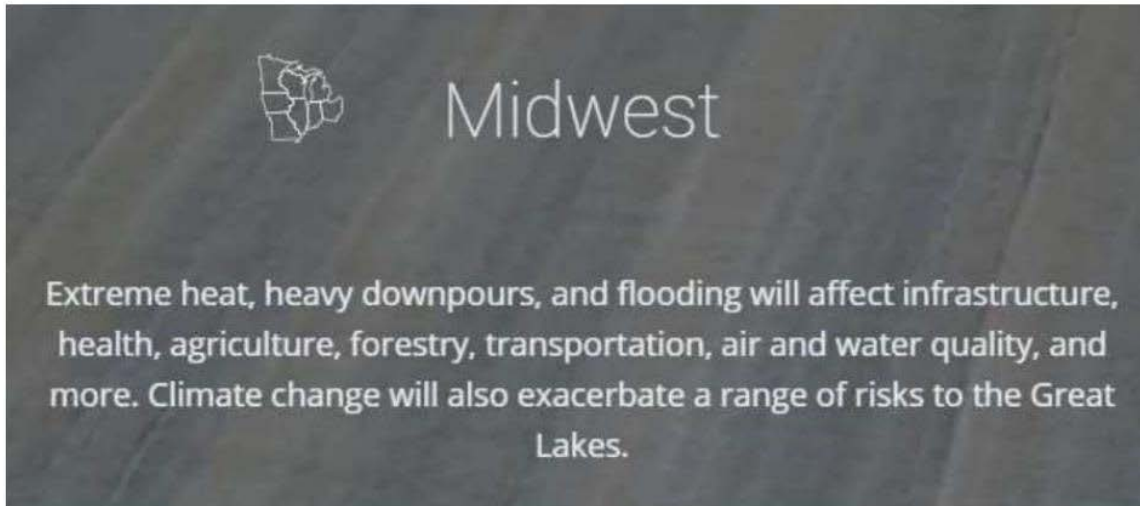 Midwest
Extreme heat, heavy downpours, and flooding will affect infrastructure,
health, agriculture, forestry, transportation, air and water quality, and
more. Climate change will also exacerbate a range of risks to the Great
Lakes.